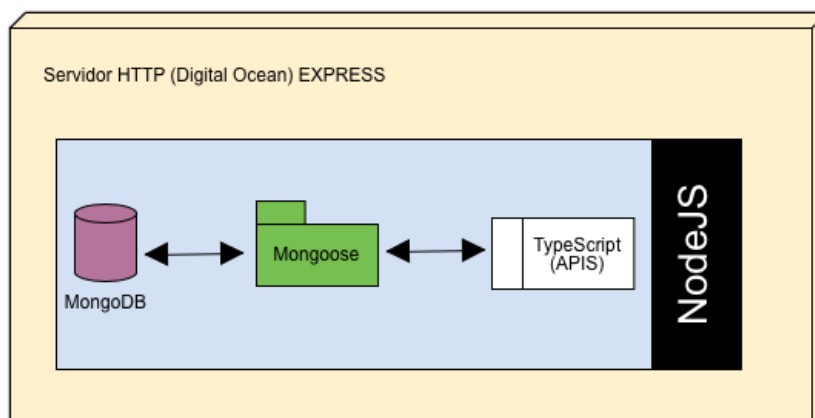 Servidor HTTP (Digital Ocean) EXPRESS
MongoDB
Mongoose
TypeScript
(APIS)
NodeJS